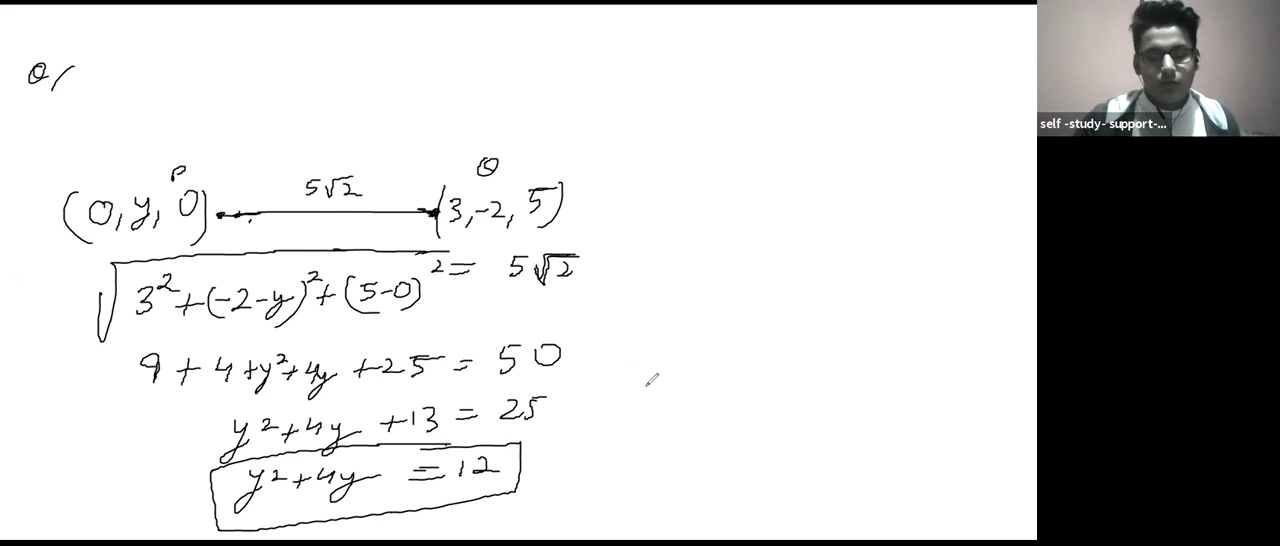 Q/
P Q
(0, y, 0) 5√2 (3, -2, 5)
√3²+(-2-y)²+(5-0)² = 5√2
9 + 4 + y² + 4y + 25 = 50
y² + 4y + 13 = 25
y² + 4y = 12
self -study- support-...